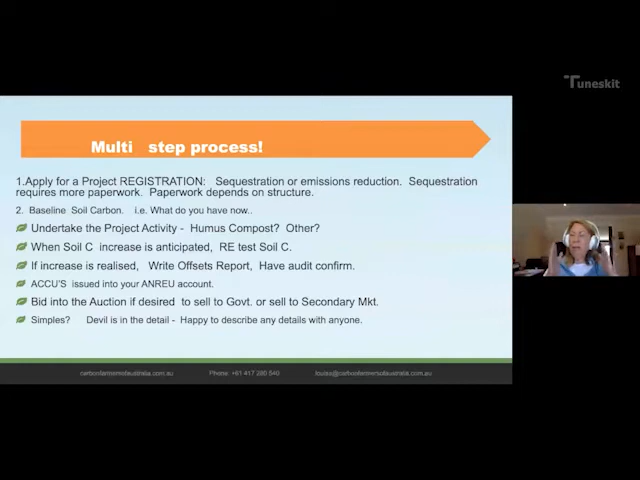 Tuneskit
Multi step process!
1.Apply for a Project REGISTRATION: Sequestration or emissions reduction. Sequestration
requires more paperwork. Paperwork depends on structure.
2. Baseline Soil Carbon. i.e. What do you have now..
Undertake the Project Activity - Humus Compost? Other?
When Soil C increase is anticipated, RE test Soil C.
If increase is realised, Write Offsets Report, Have audit confirm.
ACCU'S issued into your ANREU account.
Bid into the Auction if desired to sell to Govt. or sell to Secondary Mkt.
Simples? Devil is in the detail - Happy to describe any details with anyone.
carbonfarmersofaustralia.com.au Phone +61 417 280 540